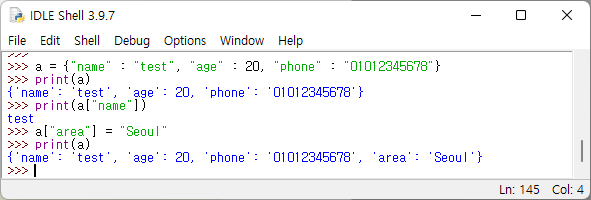 IDLE Shell 3.9.7
File Edit Shell Debug Options Window Help
>>>
>>> a = {"name" : "test", "age" : 20, "phone" : "01012345678"}
>>> print(a)
{'name': 'test', 'age': 20, 'phone': '01012345678'}
>>> print(a["name"])
test
>>> a["area"] = "Seoul"
>>> print(a)
{'name': 'test', 'age': 20, 'phone': '01012345678', 'area': 'Seoul'}
>>>
Ln: 145 Col: 4